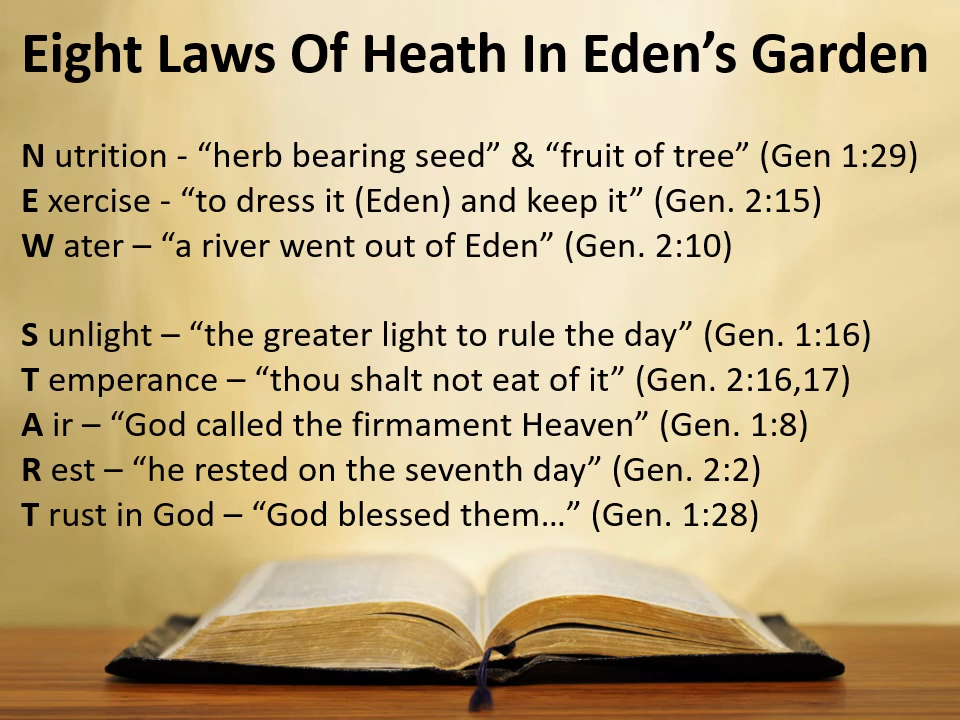 Eight Laws Of Heath In Eden’s Garden
N utrition - “herb bearing seed” & “fruit of tree” (Gen 1:29)
E xercise - “to dress it (Eden) and keep it” (Gen. 2:15)
W ater – “a river went out of Eden” (Gen. 2:10)
S unlight – “the greater light to rule the day” (Gen. 1:16)
T emperance – “thou shalt not eat of it” (Gen. 2:16,17)
A ir – “God called the firmament Heaven” (Gen. 1:8)
R est – “he rested on the seventh day” (Gen. 2:2)
T rust in God – “God blessed them…” (Gen. 1:28)